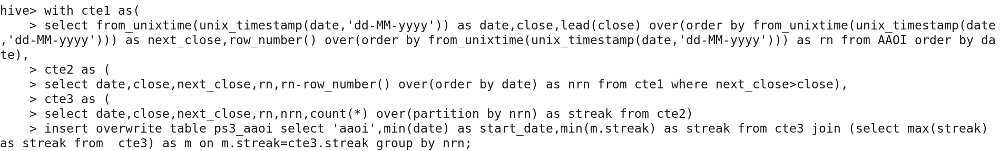 hive> with cte1 as(
    > select from_unixtime(unix_timestamp(date,'dd-MM-yyyy')) as date,close,lead(close) over(order by from_unixtime(unix_timestamp(date
,'dd-MM-yyyy'))) as next_close,row_number() over(order by from_unixtime(unix_timestamp(date,'dd-MM-yyyy'))) as rn from AAOI order by da
te),
    > cte2 as (
    > select date,close,next_close,rn,rn-row_number() over(order by date) as nrn from cte1 where next_close>close),
    > cte3 as (
    > select date,close,next_close,rn,nrn,count(*) over(partition by nrn) as streak from cte2)
    > insert overwrite table ps3_aaoi select 'aaoi',min(date) as start_date,min(m.streak) as streak from cte3 join (select max(streak)
as streak from  cte3) as m on m.streak=cte3.streak group by nrn;